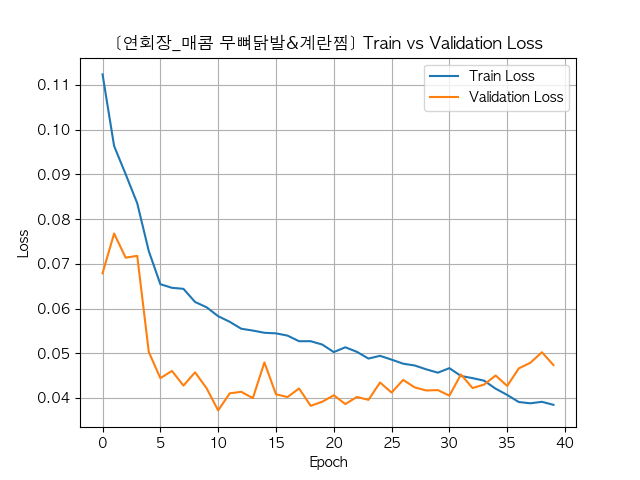 [연회장_매콤 무뼈닭발&계란찜] Train vs Validation Loss
Train Loss
Validation Loss
0.11
0.10
0.09
0.08
0.07
0.06
0.05
0.04
Loss
0 5 10 15 20 25 30 35 40
Epoch